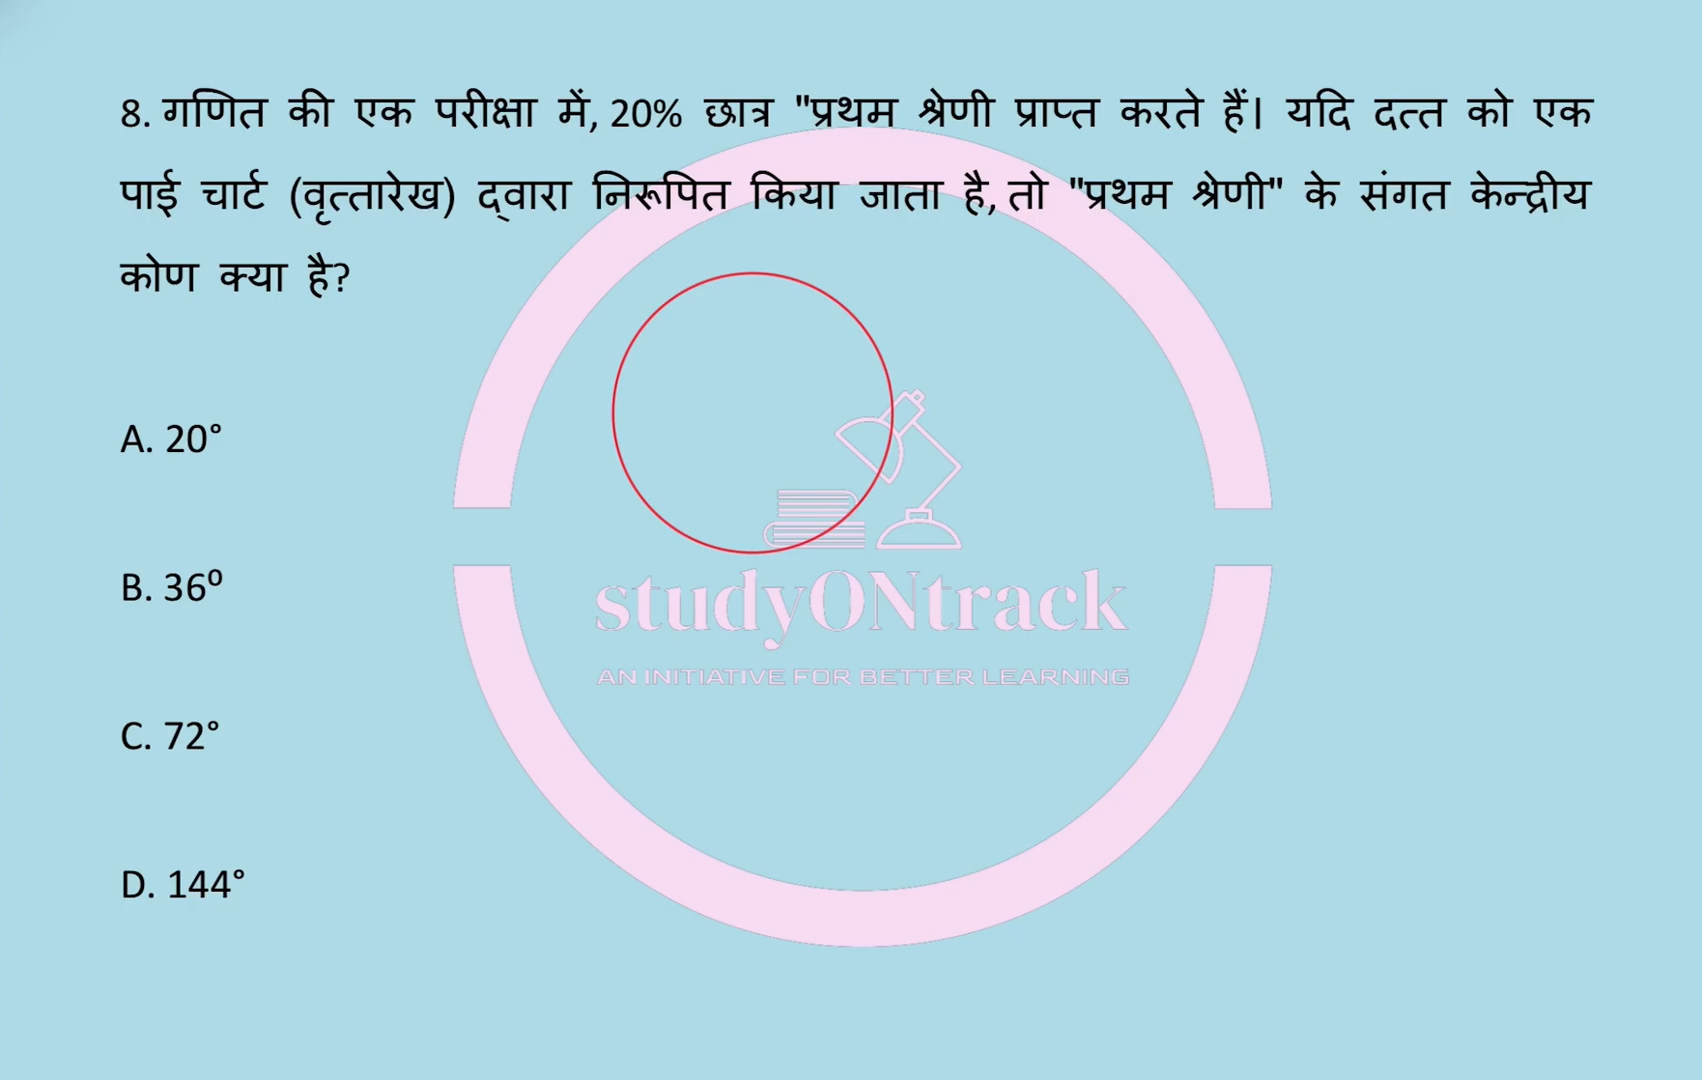 8. गणित की एक परीक्षा में, 20% छात्र "प्रथम श्रेणी प्राप्त करते हैं। यदि दत्त को एक
पाई चार्ट (वृत्तारेख) द्वारा निरूपित किया जाता है, तो "प्रथम श्रेणी" के संगत केन्द्रीय
कोण क्या है?
A. 20°
B. 36⁰
studyONtrack
AN INITIATIVE FOR BETTER LEARNING
C. 72°
D. 144°